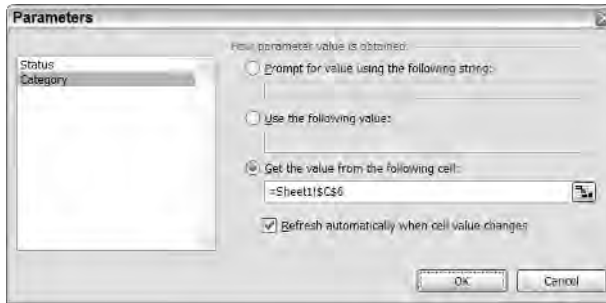 Parameters
How parameter value is obtained:
Status
Category
Prompt for value using the following string:
Use the following value:
Get the value from the following cell:
=Sheet1!$C$6
Refresh automatically when cell value changes
OK
Cancel